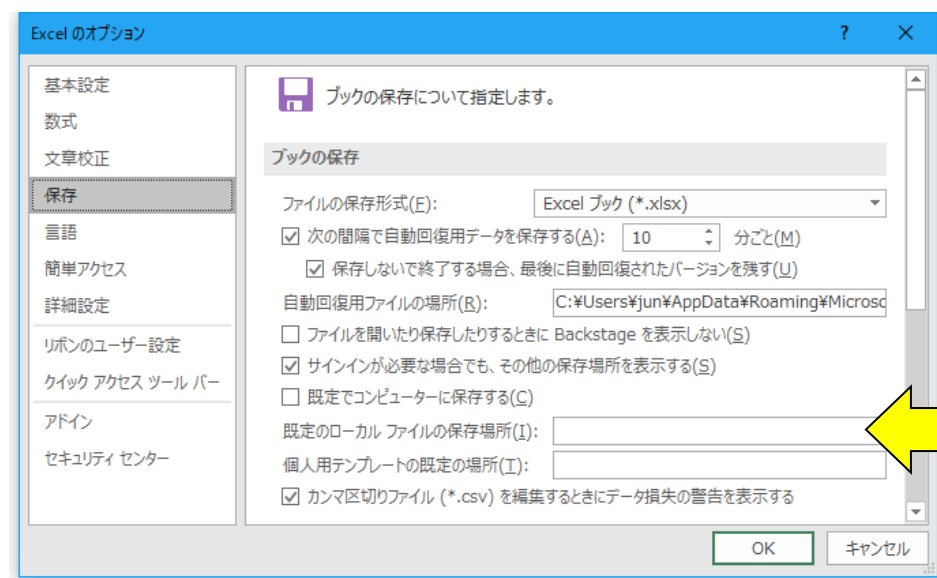 Excel のオプション
?
基本設定
数式
文章校正
保存
言語
簡単アクセス
詳細設定
リボンのユーザー設定
クイック アクセス ツール バー
アドイン
セキュリティ センター
ブックの保存について指定します。
ブックの保存
ファイルの保存形式(F): Excel ブック (*.xlsx)
次の間隔で自動回復用データを保存する(A): 10 分ごと(M)
保存しないで終了する場合、最後に自動回復されたバージョンを残す(U)
自動回復用ファイルの場所(R): C:¥Users¥jun¥AppData¥Roaming¥Microsc
ファイルを開いたり保存したりするときに Backstage を表示しない(S)
サインインが必要な場合でも、その他の保存場所を表示する(S)
既定でコンピューターに保存する(C)
既定のローカル ファイルの保存場所(I):
個人用テンプレートの既定の場所(T):
カンマ区切りファイル (*.csv) を編集するときにデータ損失の警告を表示する
OK キャンセル